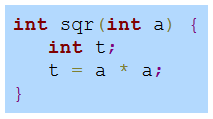 int sqr(int a) {
   int t;
   t = a * a;
}